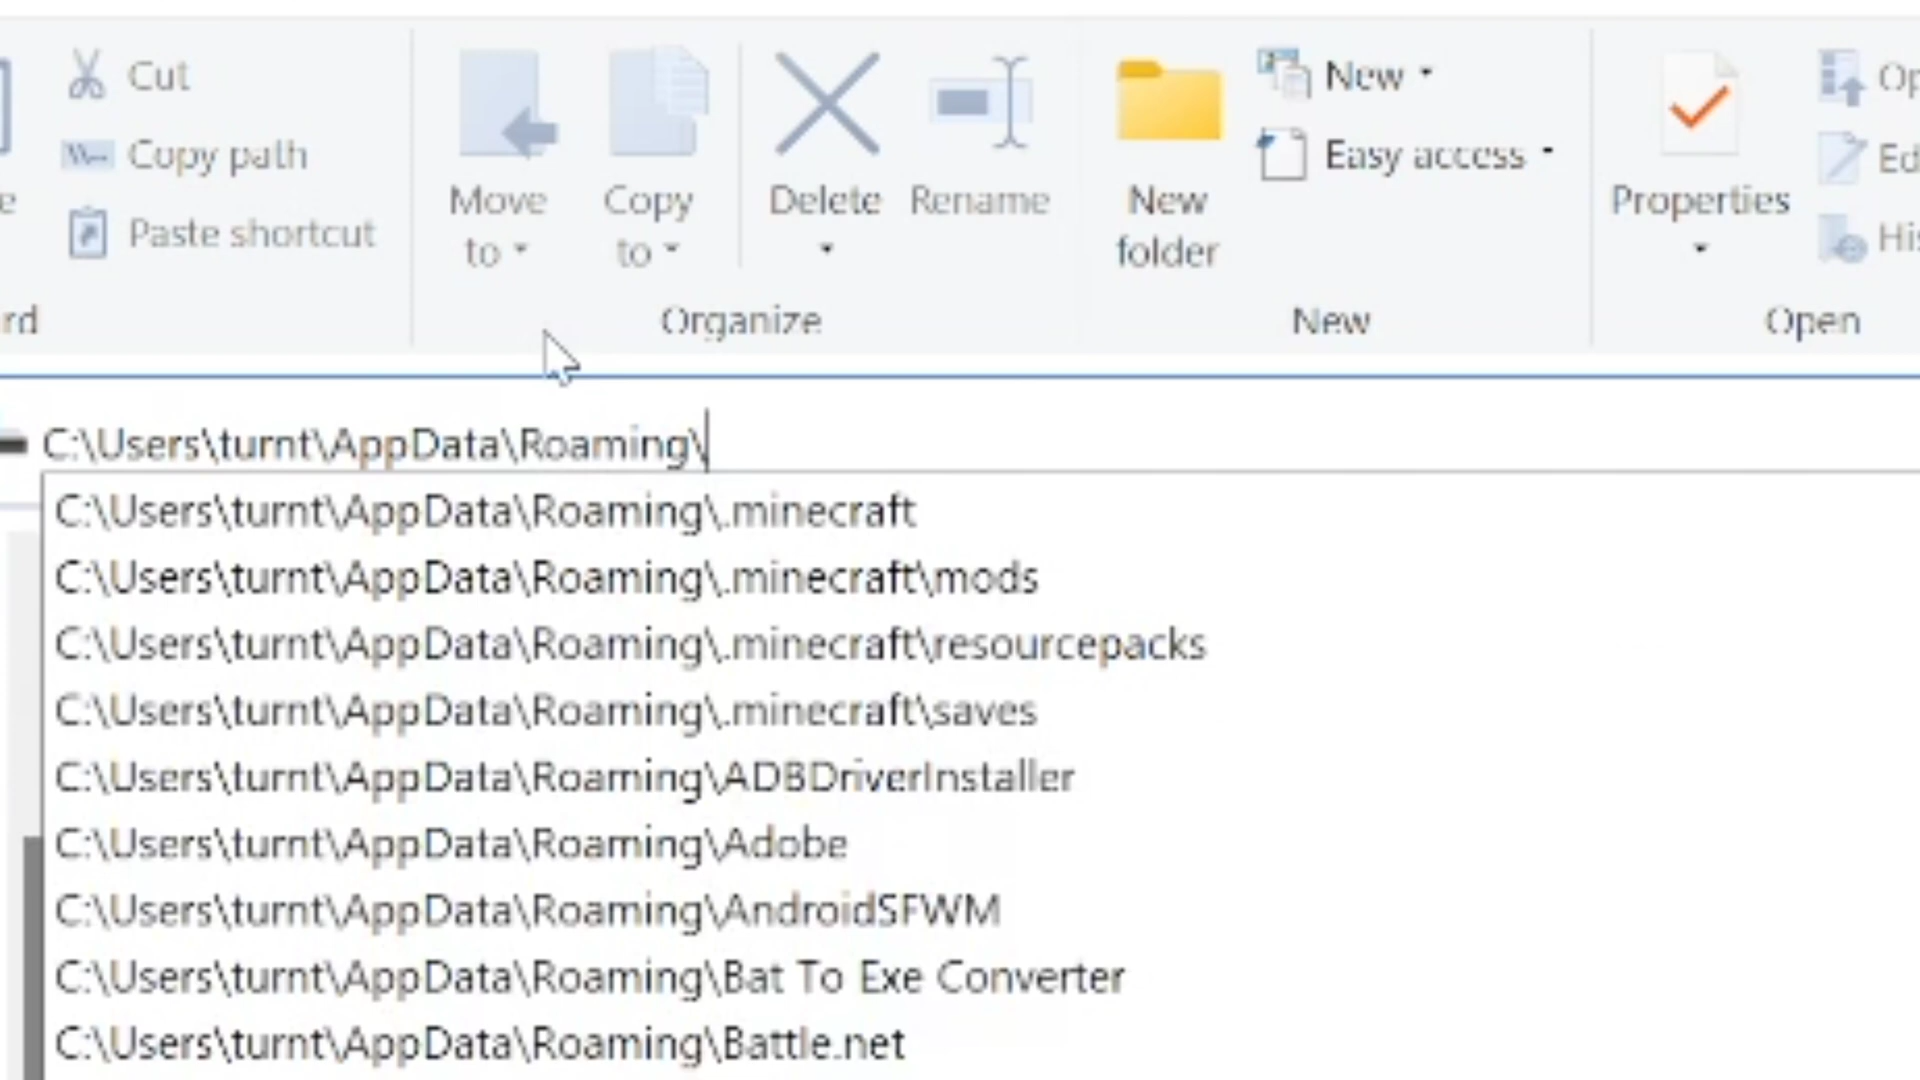 Cut
Copy path
Paste shortcut
Move to
Copy to
Delete
Rename
New folder
New
Easy access
Properties
Organize
New
Open
C:\Users\turnt\AppData\Roaming\
C:\Users\turnt\AppData\Roaming\.minecraft
C:\Users\turnt\AppData\Roaming\.minecraft\mods
C:\Users\turnt\AppData\Roaming\.minecraft\resourcepacks
C:\Users\turnt\AppData\Roaming\.minecraft\saves
C:\Users\turnt\AppData\Roaming\ADBDriverInstaller
C:\Users\turnt\AppData\Roaming\Adobe
C:\Users\turnt\AppData\Roaming\AndroidSFWM
C:\Users\turnt\AppData\Roaming\Bat To Exe Converter
C:\Users\turnt\AppData\Roaming\Battle.net